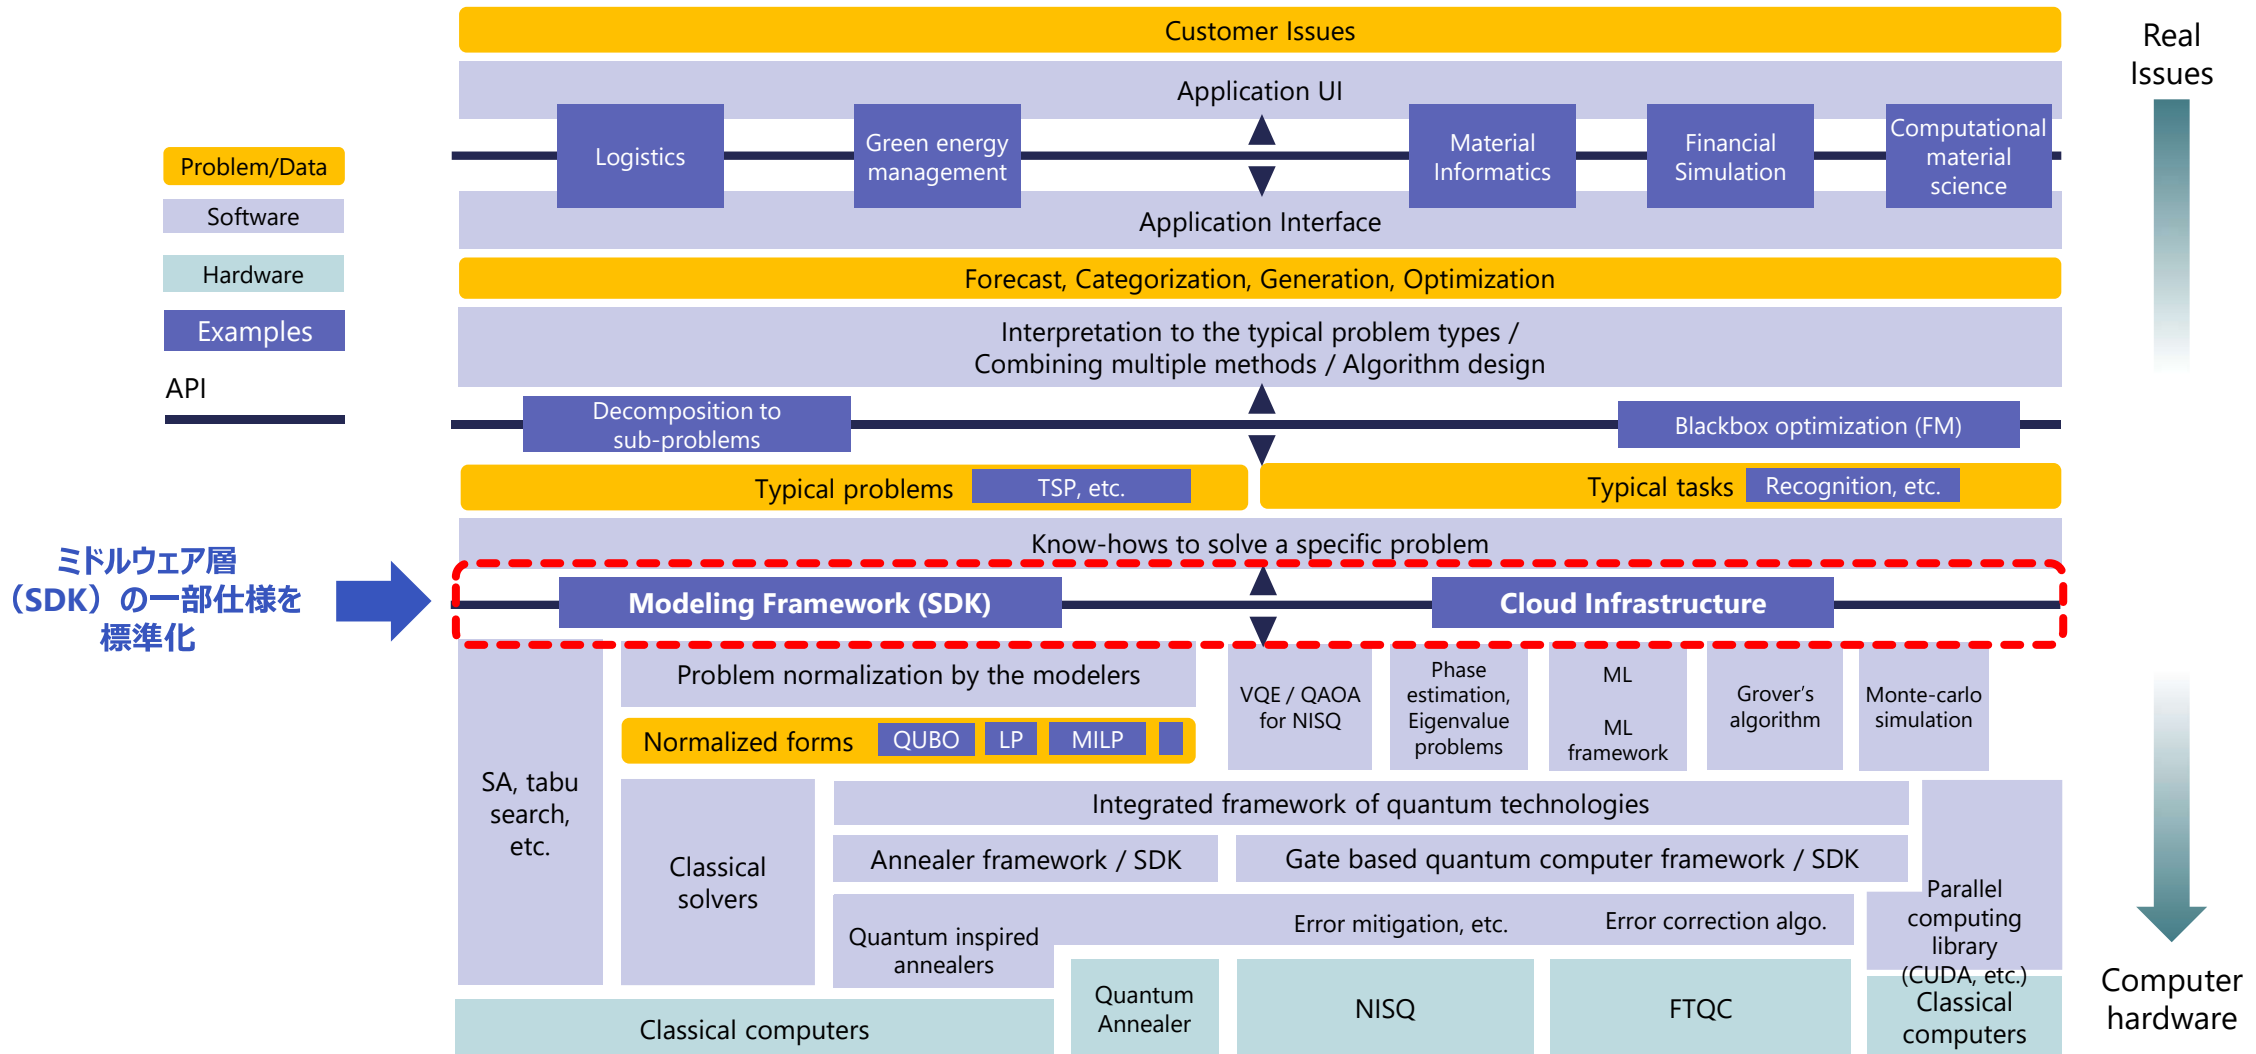 Customer Issues
Application UI
Logistics
Green energy
management
Material
Informatics
Financial
Simulation
Computational
material
science
Application Interface
Forecast, Categorization, Generation, Optimization
Interpretation to the typical problem types /
Combining multiple methods / Algorithm design
Decomposition to
sub-problems
Blackbox optimization (FM)
Typical problems
TSP, etc.
Typical tasks
Recognition, etc.
Know-hows to solve a specific problem
Modeling Framework (SDK)
Cloud Infrastructure
Problem normalization by the modelers
Normalized forms
QUBO
LP
MILP
VQE / QAOA
for NISQ
Phase
estimation,
Eigenvalue
problems
ML
ML
framework
Grover's
algorithm
Monte-carlo
simulation
SA, tabu
search,
etc.
Classical
solvers
Integrated framework of quantum technologies
Annealer framework / SDK
Gate based quantum computer framework / SDK
Quantum inspired
annealers
Error mitigation, etc.
Error correction algo.
Parallel
computing
library
(CUDA, etc.)
Classical computers
Quantum
Annealer
NISQ
FTQC
Classical
computers
Problem/Data
Software
Hardware
Examples
API
ミドルウェア層
（SDK）の一部仕様を
標準化
Real
Issues
Computer
hardware